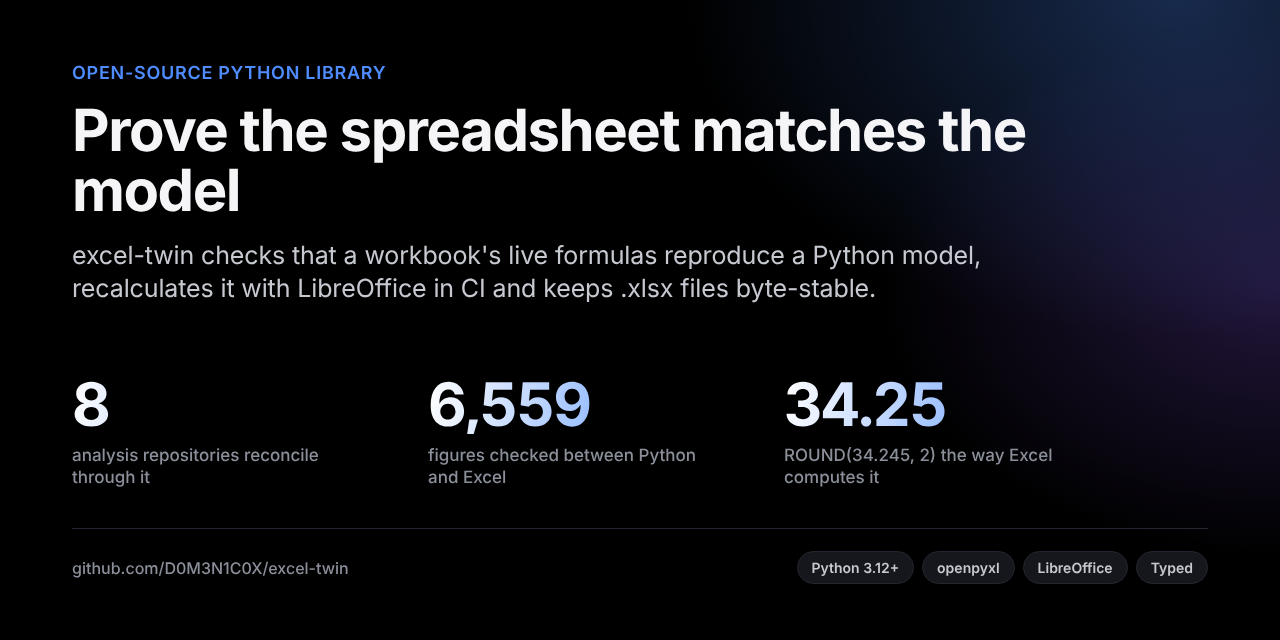 OPEN-SOURCE PYTHON LIBRARY
Prove the spreadsheet matches the
model
excel-twin checks that a workbook's live formulas reproduce a Python model,
recalculates it with LibreOffice in CI and keeps .xlsx files byte-stable.
8
analysis repositories reconcile
through it
6,559
figures checked between Python
and Excel
34.25
ROUND(34.245, 2) the way Excel
computes it
github.com/D0M3N1C0X/excel-twin
Python 3.12+
openpyxl
LibreOffice
Typed